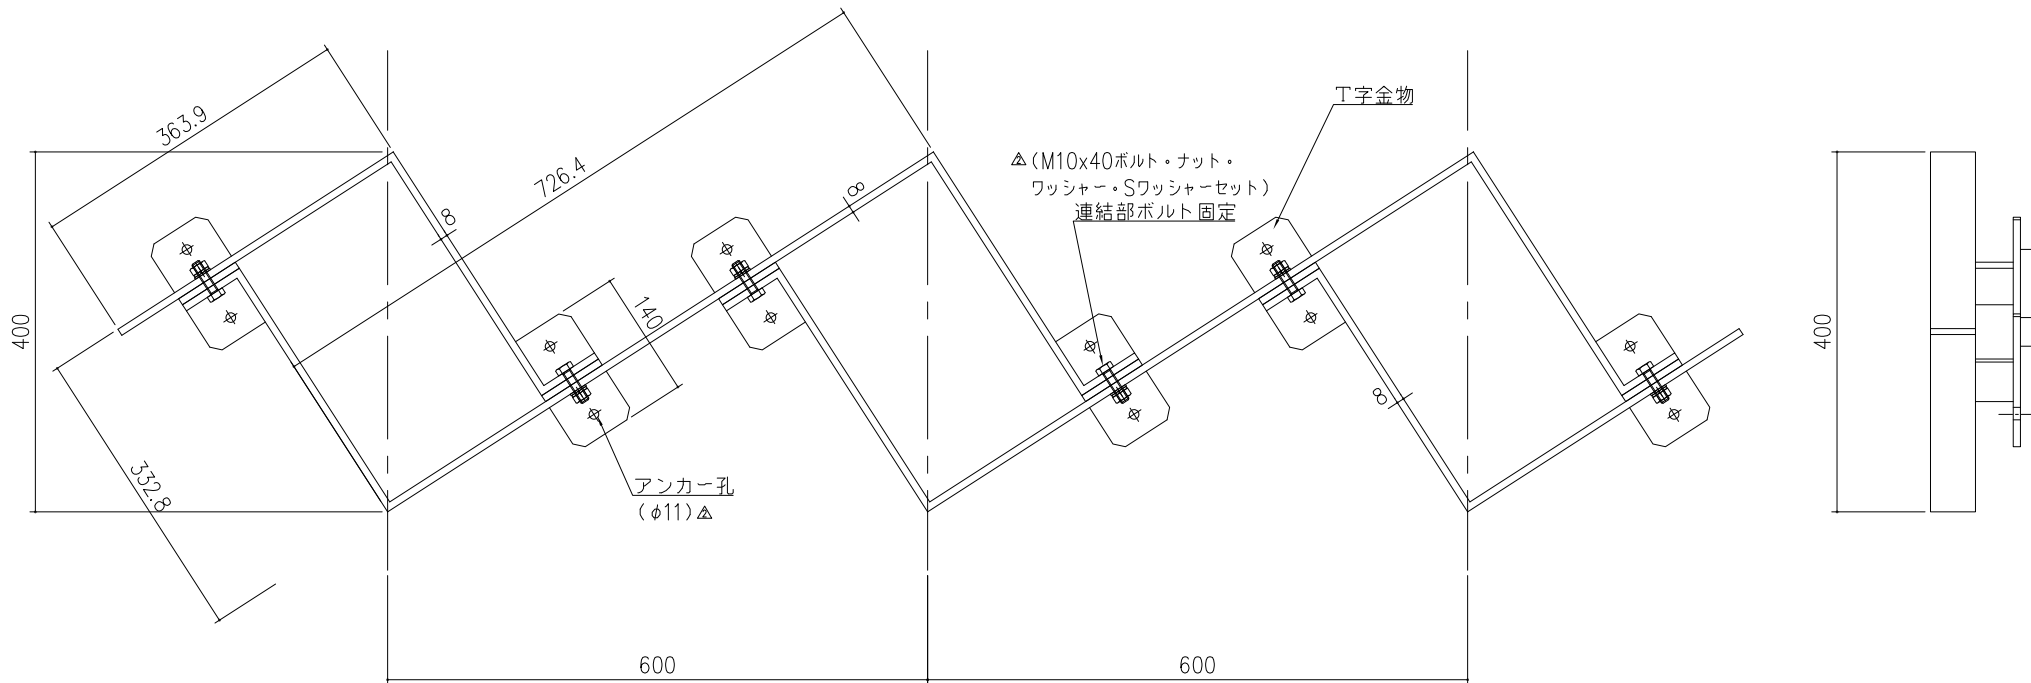 363.9
726.4
T字金物
△2 (M10x40ボルト・ナット・
ワッシャー・Sワッシャーセット)
連結部ボルト固定
8
8
400
140
400
8
332.8
アンカー孔
(φ11)△2
600
600